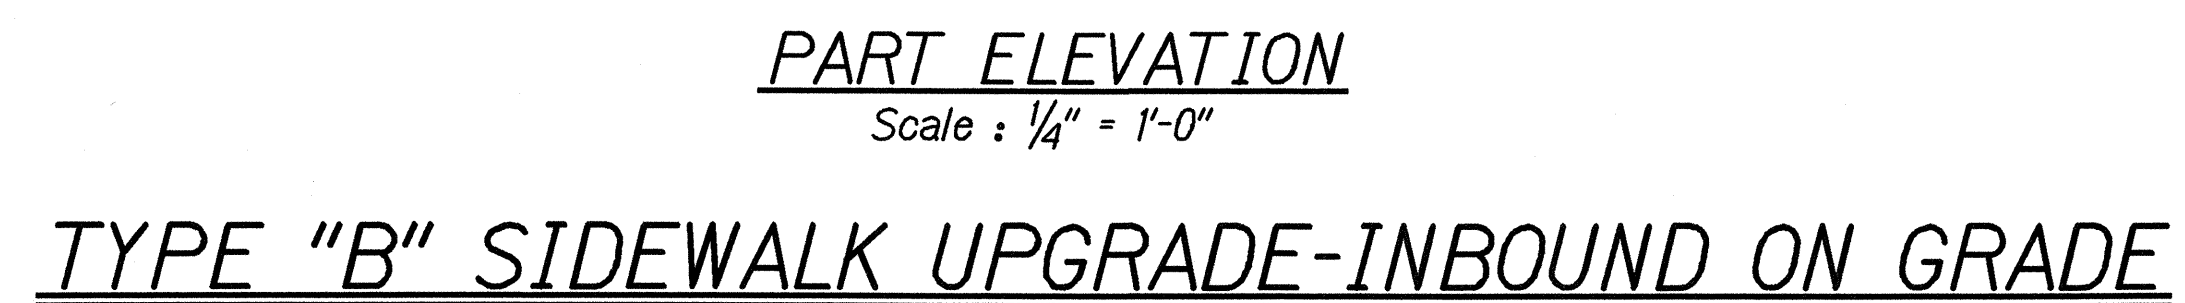 PART ELEVATION
Scale : 1/4" = 1'-0"
TYPE "B" SIDEWALK UPGRADE-INBOUND ON GRADE